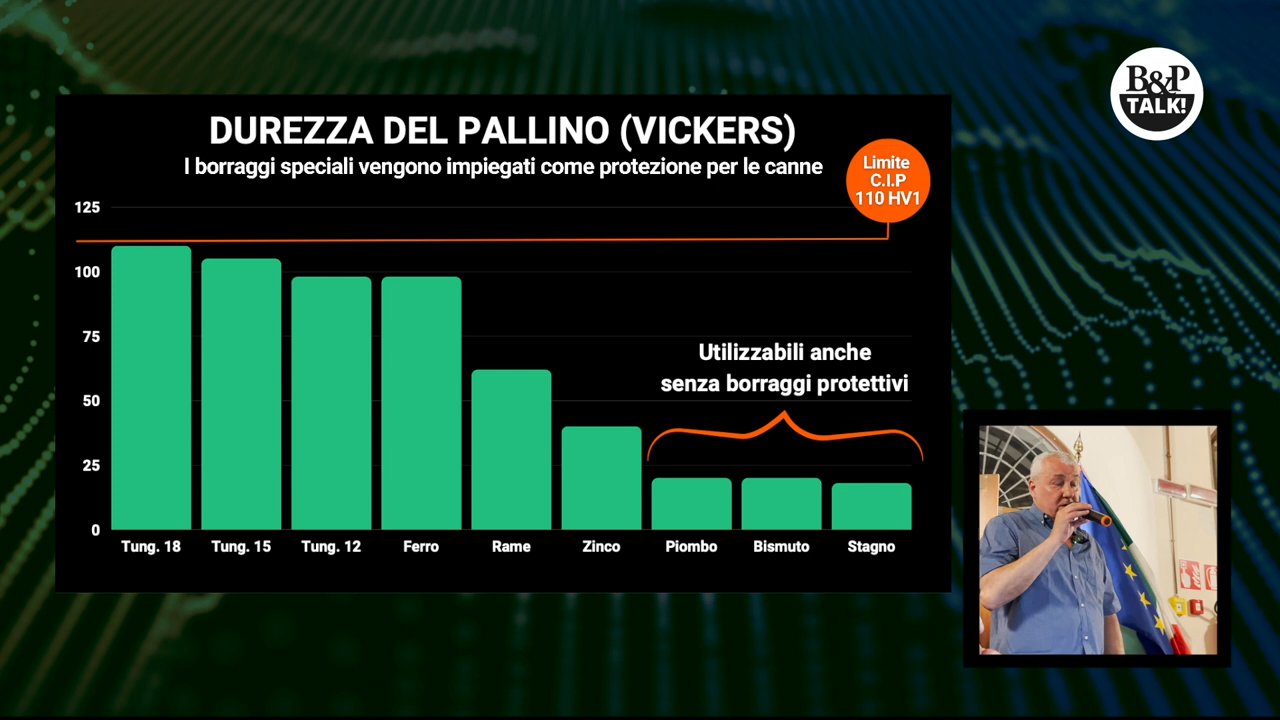 B&P
TALK!
DUREZZA DEL PALLINO (VICKERS)
I borraggi speciali vengono impiegati come protezione per le canne
Limite
C.I.P
110 HV1
125
100
75
50
25
0
Utilizzabili anche
senza borraggi protettivi
Tung. 18 Tung. 15 Tung. 12 Ferro Rame Zinco Piombo Bismuto Stagno